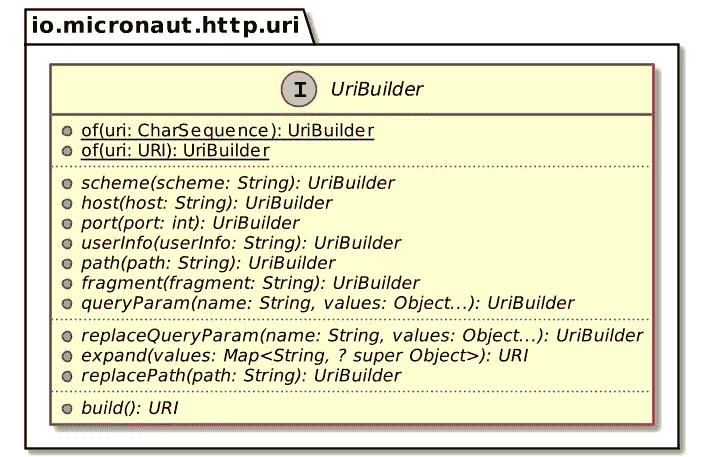 io.micronaut.http.uri
I UriBuilder
of(uri: CharSequence): UriBuilder
of(uri: URI): UriBuilder
scheme(scheme: String): UriBuilder
host(host: String): UriBuilder
port(port: int): UriBuilder
userInfo(userInfo: String): UriBuilder
path(path: String): UriBuilder
fragment(fragment: String): UriBuilder
queryParam(name: String, values: Object...): UriBuilder
replaceQueryParam(name: String, values: Object...): UriBuilder
expand(values: Map<String, ? super Object>): URI
replacePath(path: String): UriBuilder
build(): URI